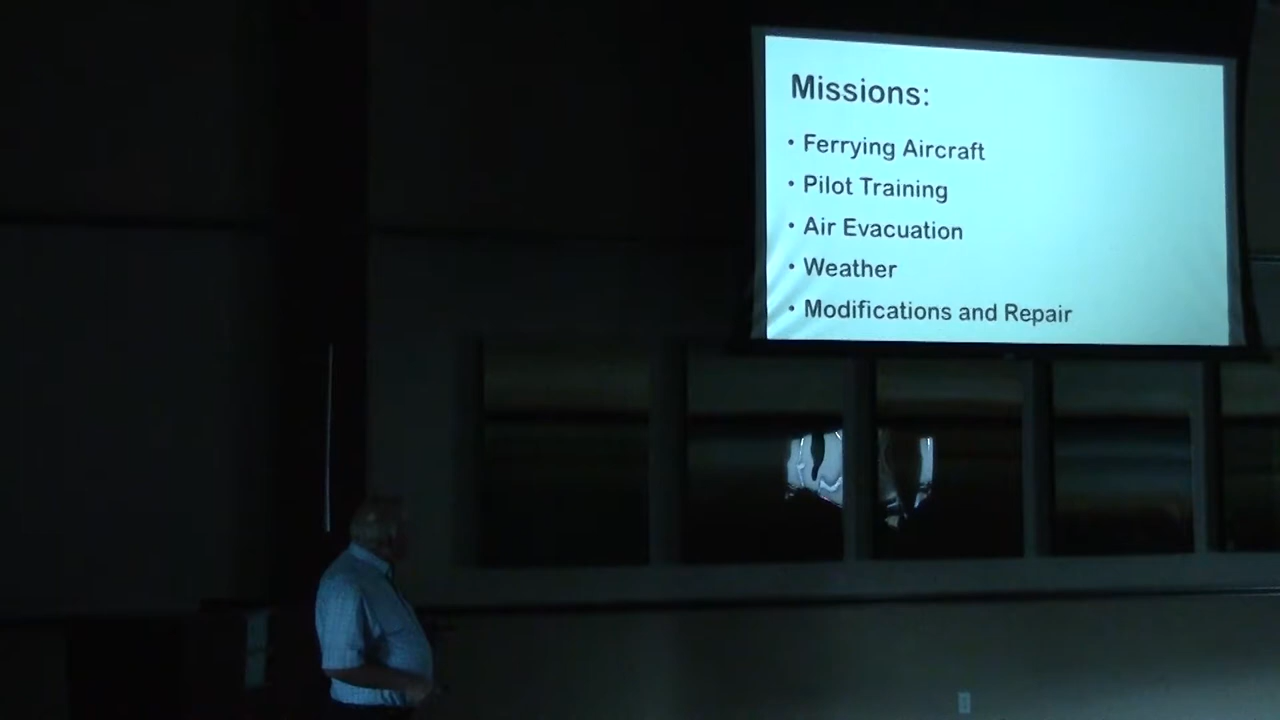 Missions:
• Ferrying Aircraft
• Pilot Training
• Air Evacuation
• Weather
• Modifications and Repair